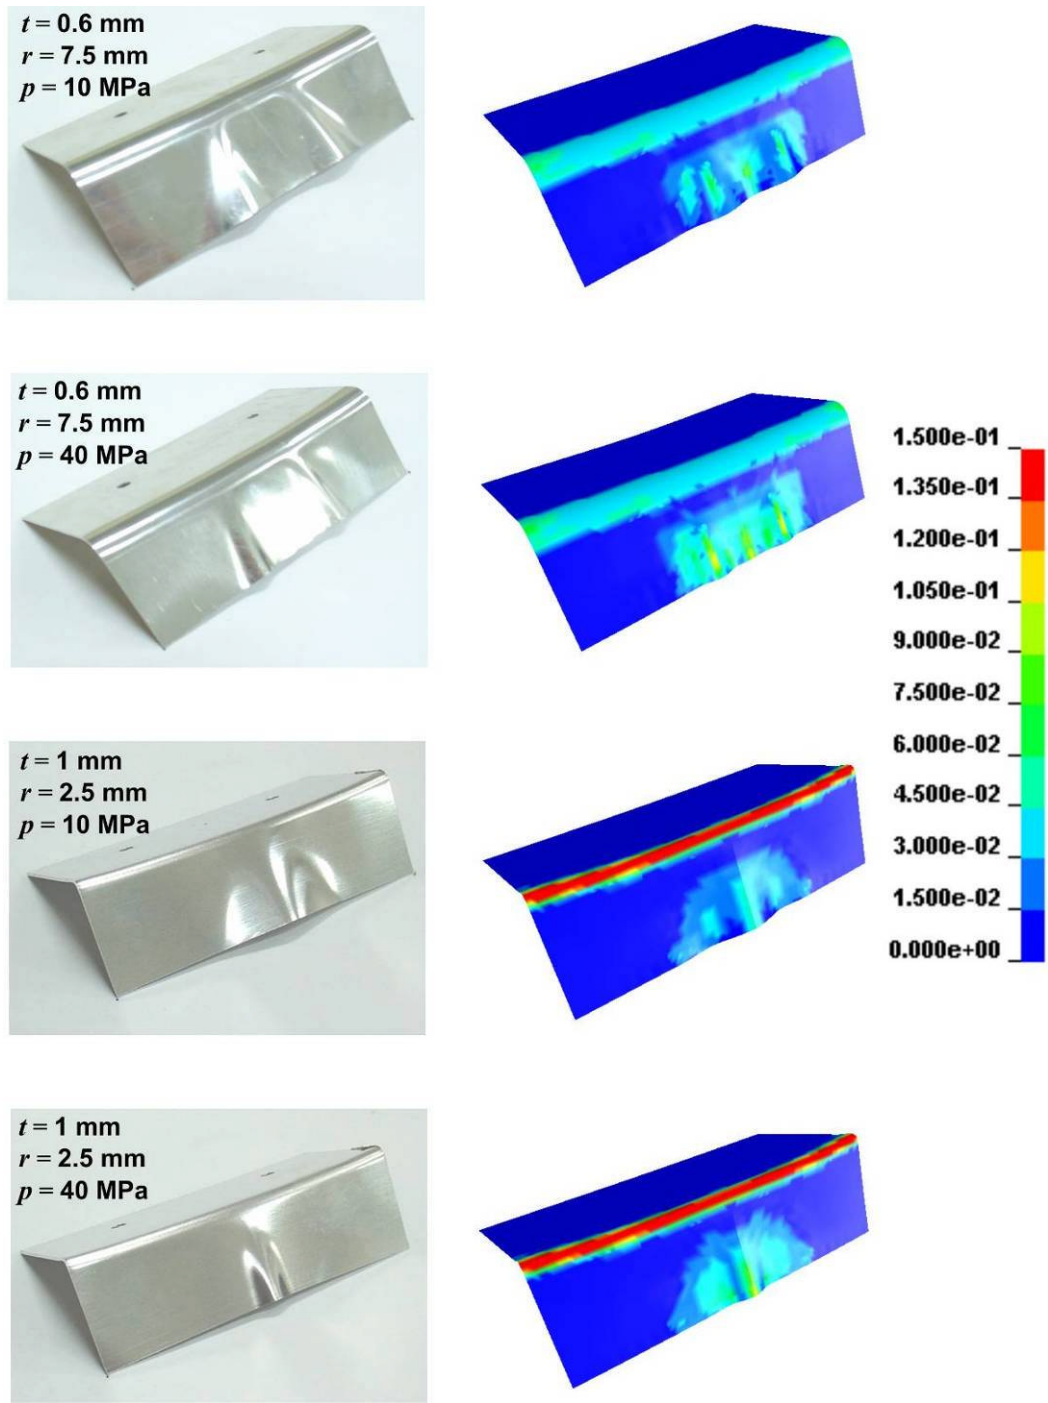 t = 0.6 mm
r = 7.5 mm
p = 10 MPa
t = 0.6 mm
r = 7.5 mm
p = 40 MPa
1.500e-01
1.350e-01
1.200e-01
1.050e-01
9.000e-02
7.500e-02
6.000e-02
4.500e-02
3.000e-02
1.500e-02
0.000e+00
t = 1 mm
r = 2.5 mm
p = 10 MPa
t = 1 mm
r = 2.5 mm
p = 40 MPa